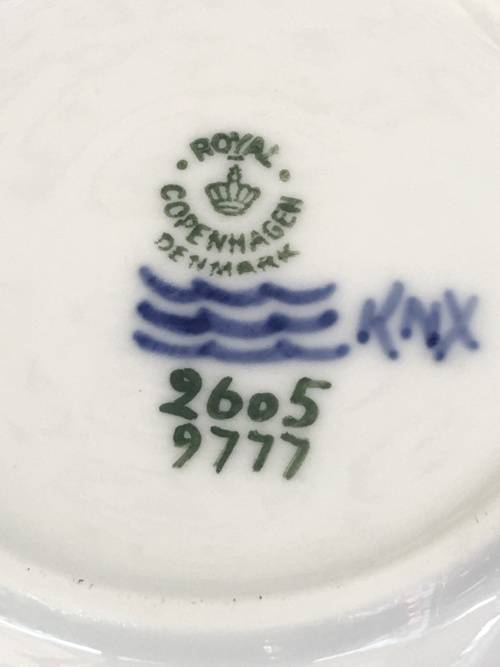 ROYAL
COPENHAGEN
DENMARK
KNX
2605
9777